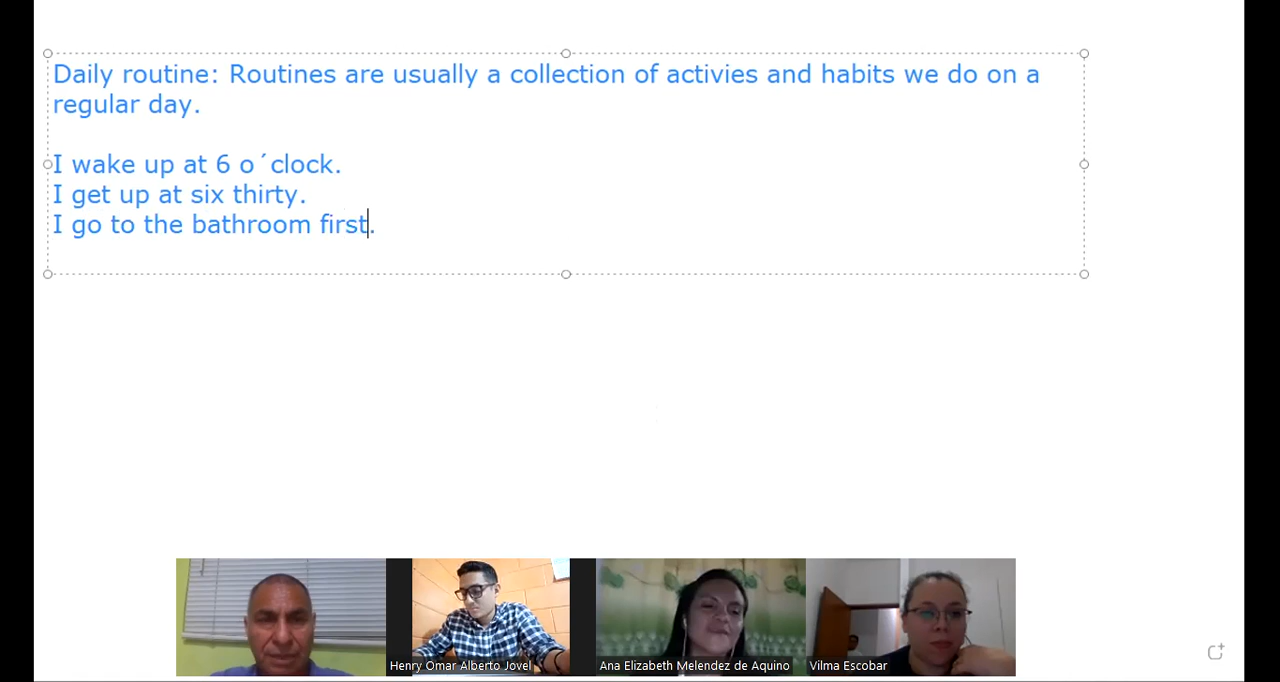 Daily routine: Routines are usually a collection of activies and habits we do on a
regular day.
I wake up at 6 o´clock.
I get up at six thirty.
I go to the bathroom first.
Henry Omar Alberto Jovel
Ana Elizabeth Melendez de Aquino
Vilma Escobar